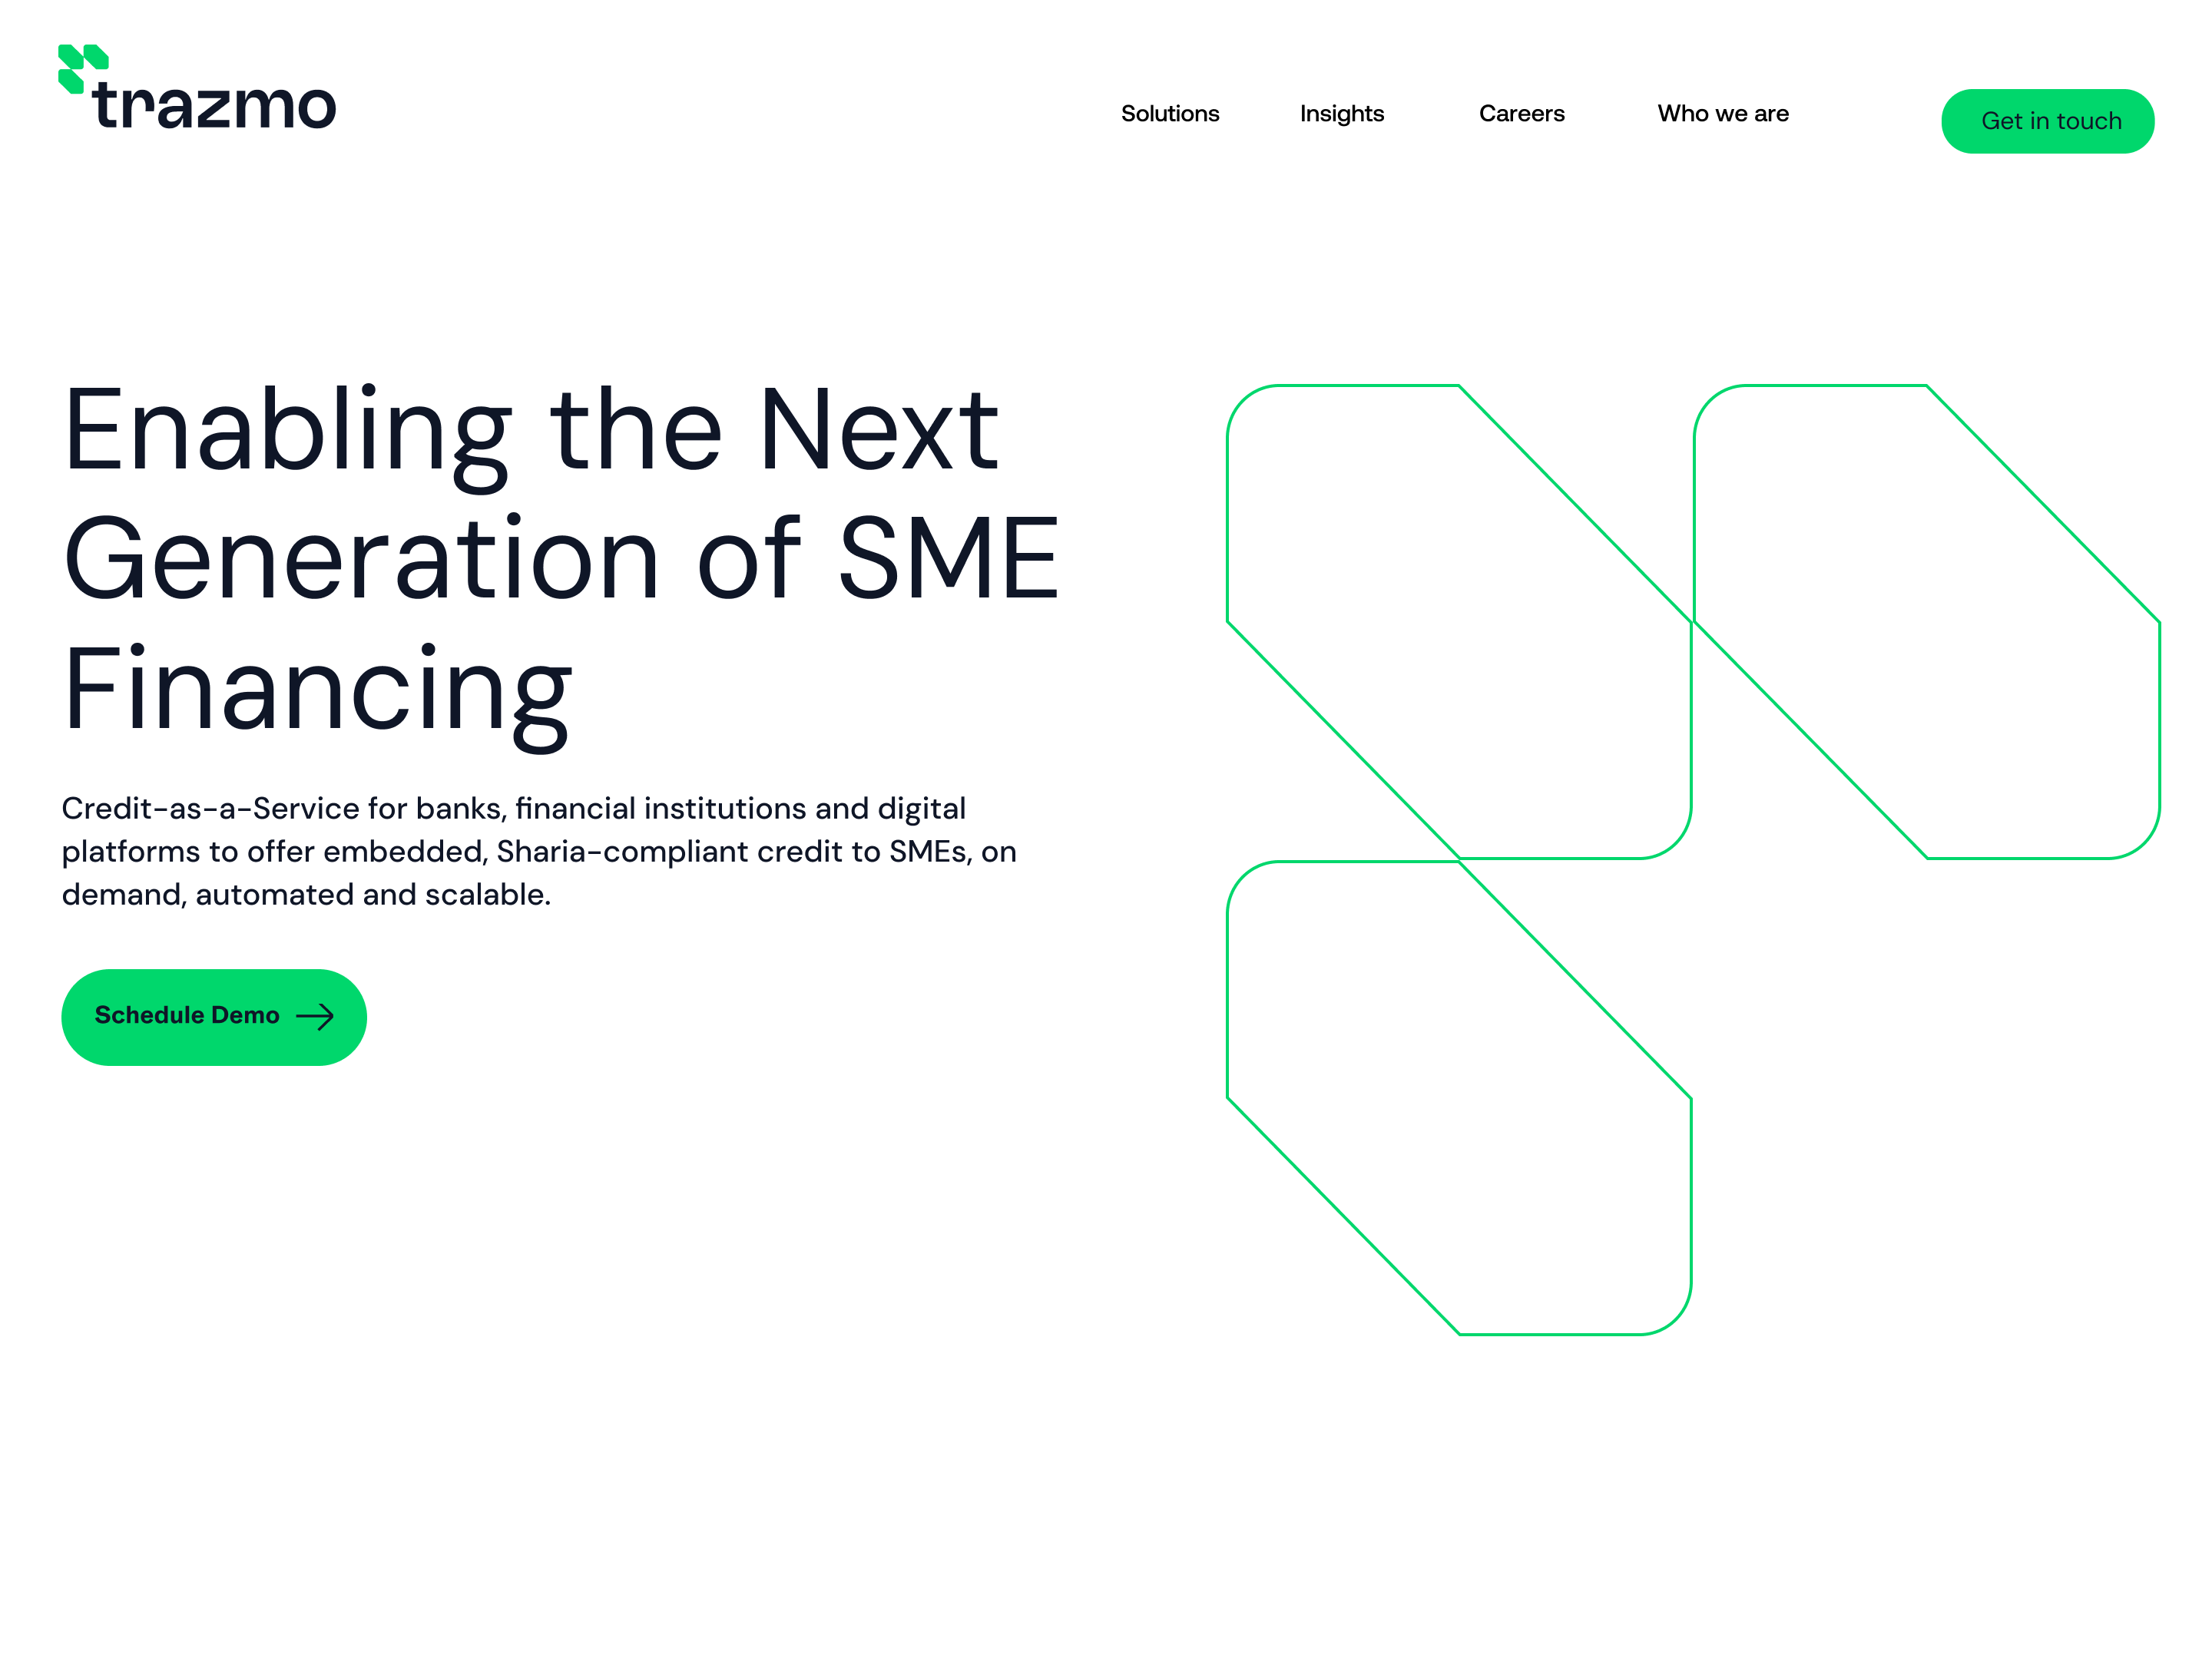 trazmo
Solutions
Insights
Careers
Who we are
Get in touch
Enabling the Next
Generation of SME
Financing
Credit-as-a-Service for banks, financial institutions and digital
platforms to offer embedded, Sharia-compliant credit to SMEs, on
demand, automated and scalable.
Schedule Demo